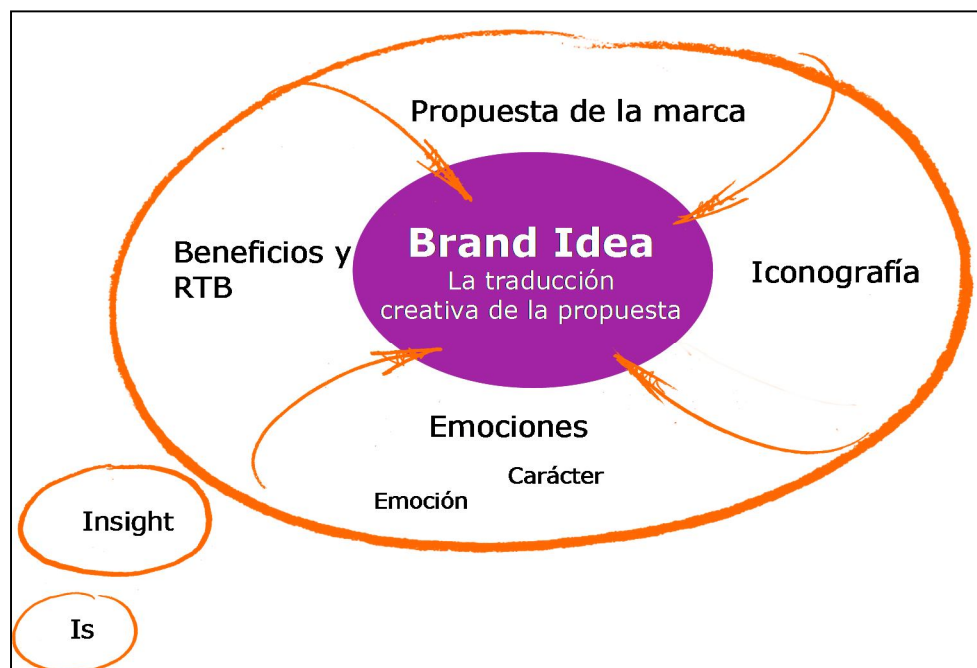 Propuesta de la marca
Beneficios y
RTB
Brand Idea
La traducción
creativa de la propuesta
Iconografía
Emociones
Carácter
Emoción
Insight
Is